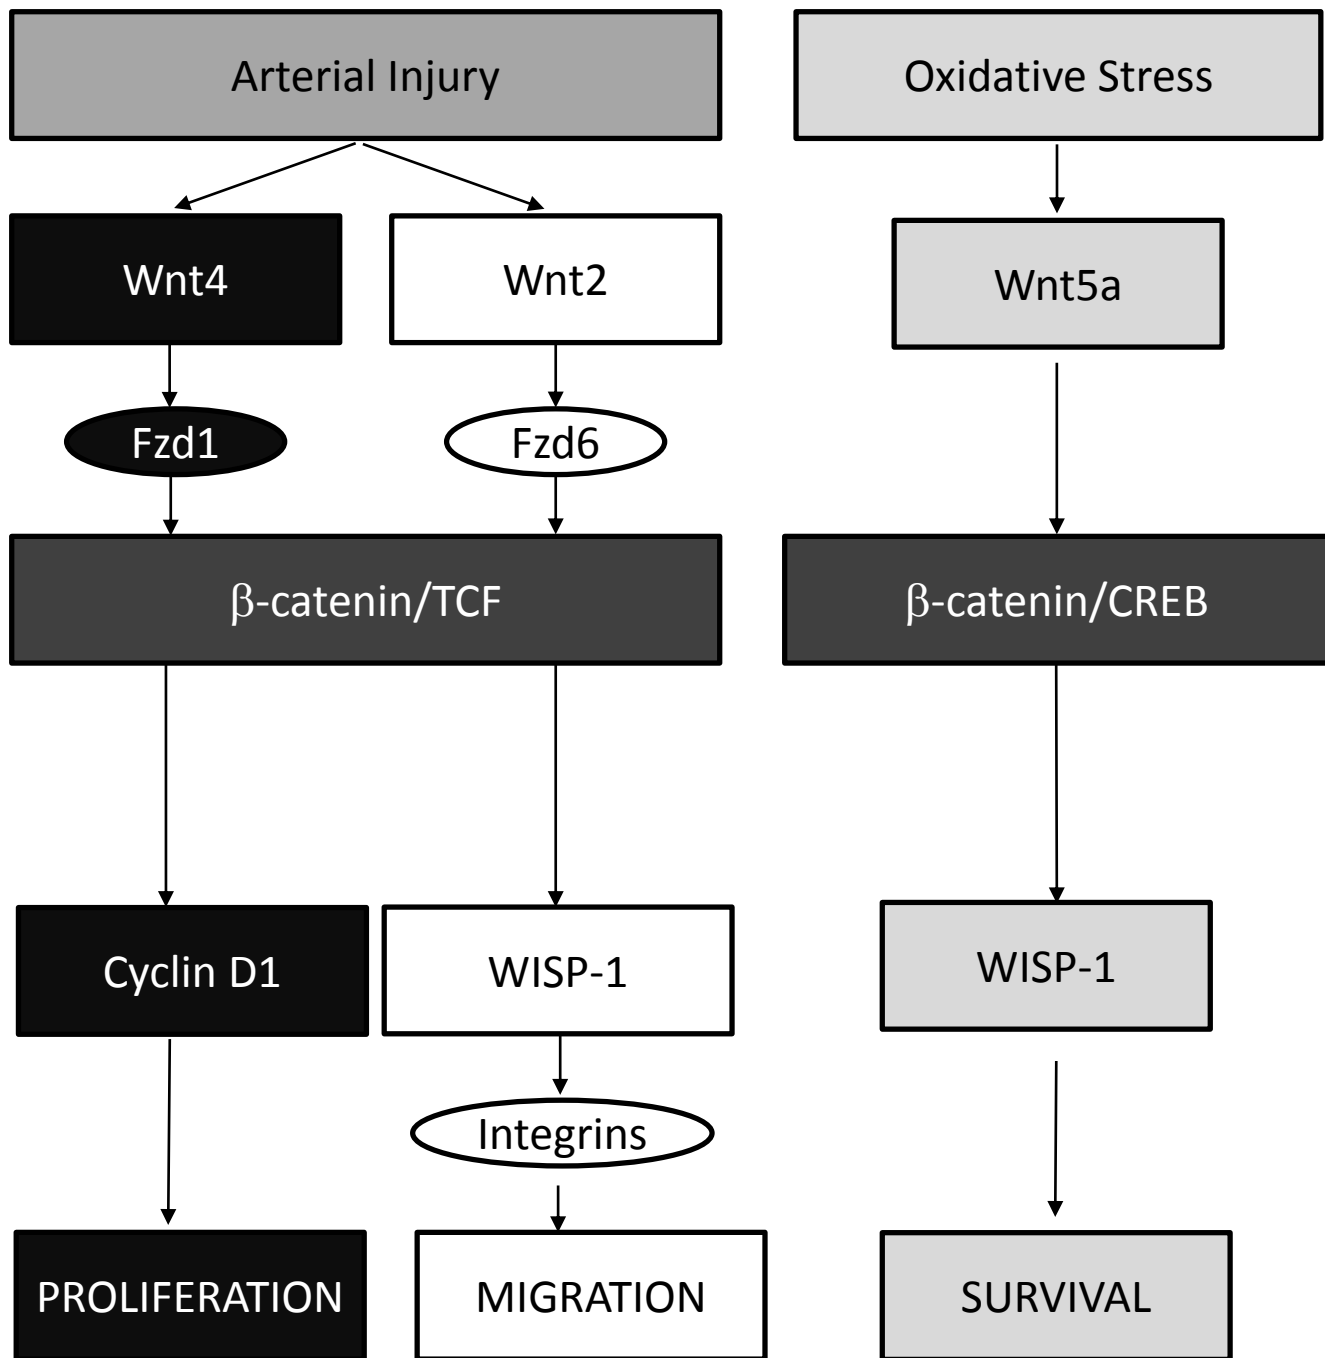 Arterial Injury
Oxidative Stress
Wnt4
Wnt2
Wnt5a
Fzd1
Fzd6
β-catenin/TCF
β-catenin/CREB
Cyclin D1
WISP-1
WISP-1
Integrins
PROLIFERATION
MIGRATION
SURVIVAL